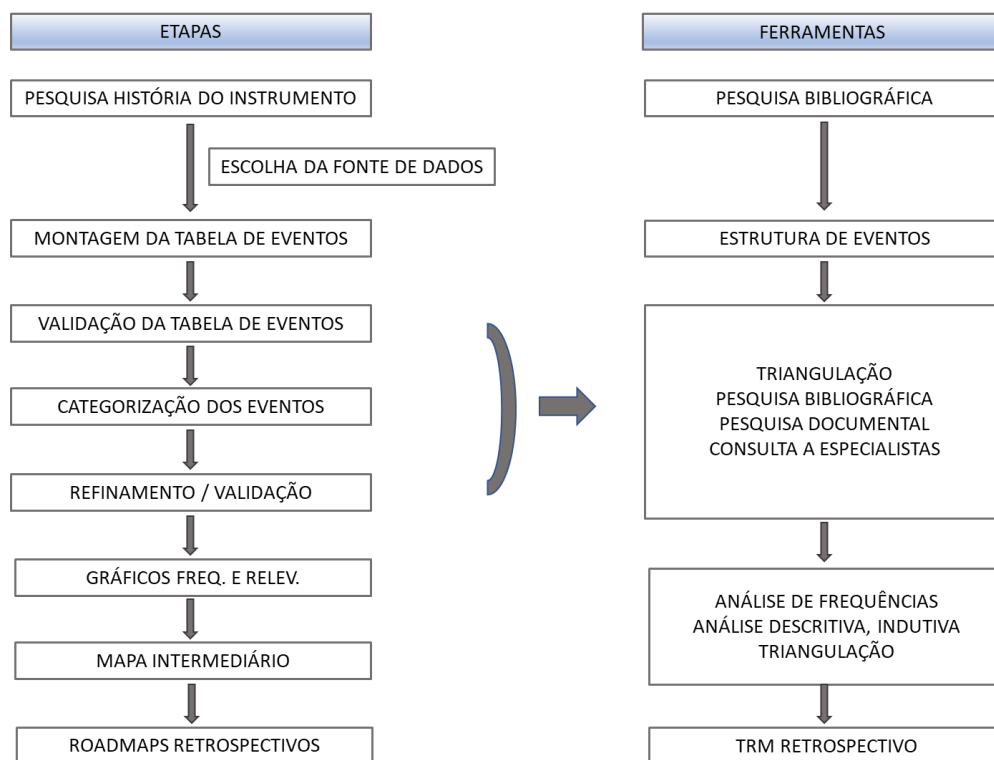 ETAPAS
PESQUISA HISTÓRIA DO INSTRUMENTO
ESCOLHA DA FONTE DE DADOS
MONTAGEM DA TABELA DE EVENTOS
VALIDAÇÃO DA TABELA DE EVENTOS
CATEGORIZAÇÃO DOS EVENTOS
REFINAMENTO / VALIDAÇÃO
GRÁFICOS FREQ. E RELEV.
MAPA INTERMEDIÁRIO
ROADMAPS RETROSPECTIVOS
FERRAMENTAS
PESQUISA BIBLIOGRÁFICA
ESTRUTURA DE EVENTOS
TRIANGULAÇÃO
PESQUISA BIBLIOGRÁFICA
PESQUISA DOCUMENTAL
CONSULTA A ESPECIALISTAS
ANÁLISE DE FREQUÊNCIAS
ANÁLISE DESCRITIVA, INDUTIVA
TRIANGULAÇÃO
TRM RETROSPECTIVO